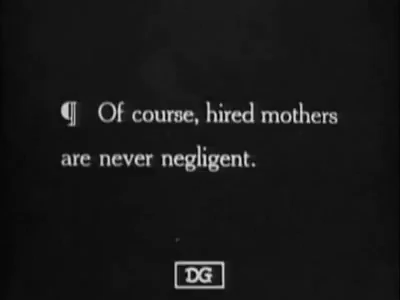 ¶ Of course, hired mothers
are never negligent.
DG